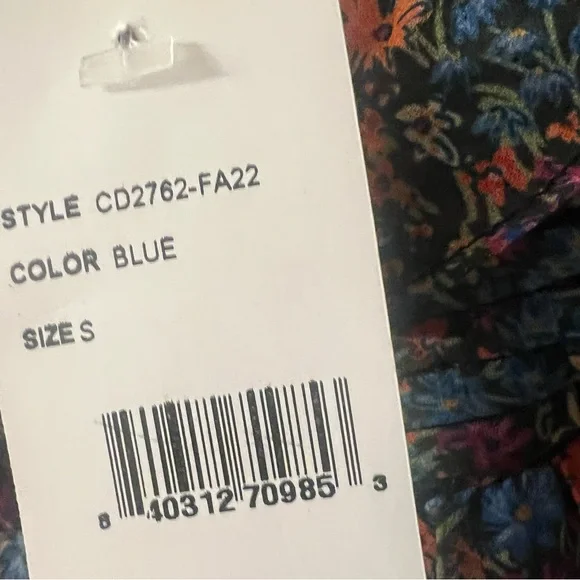 STYLE CD2762-FA22
COLOR BLUE
SIZE S
8 40312 70985 3